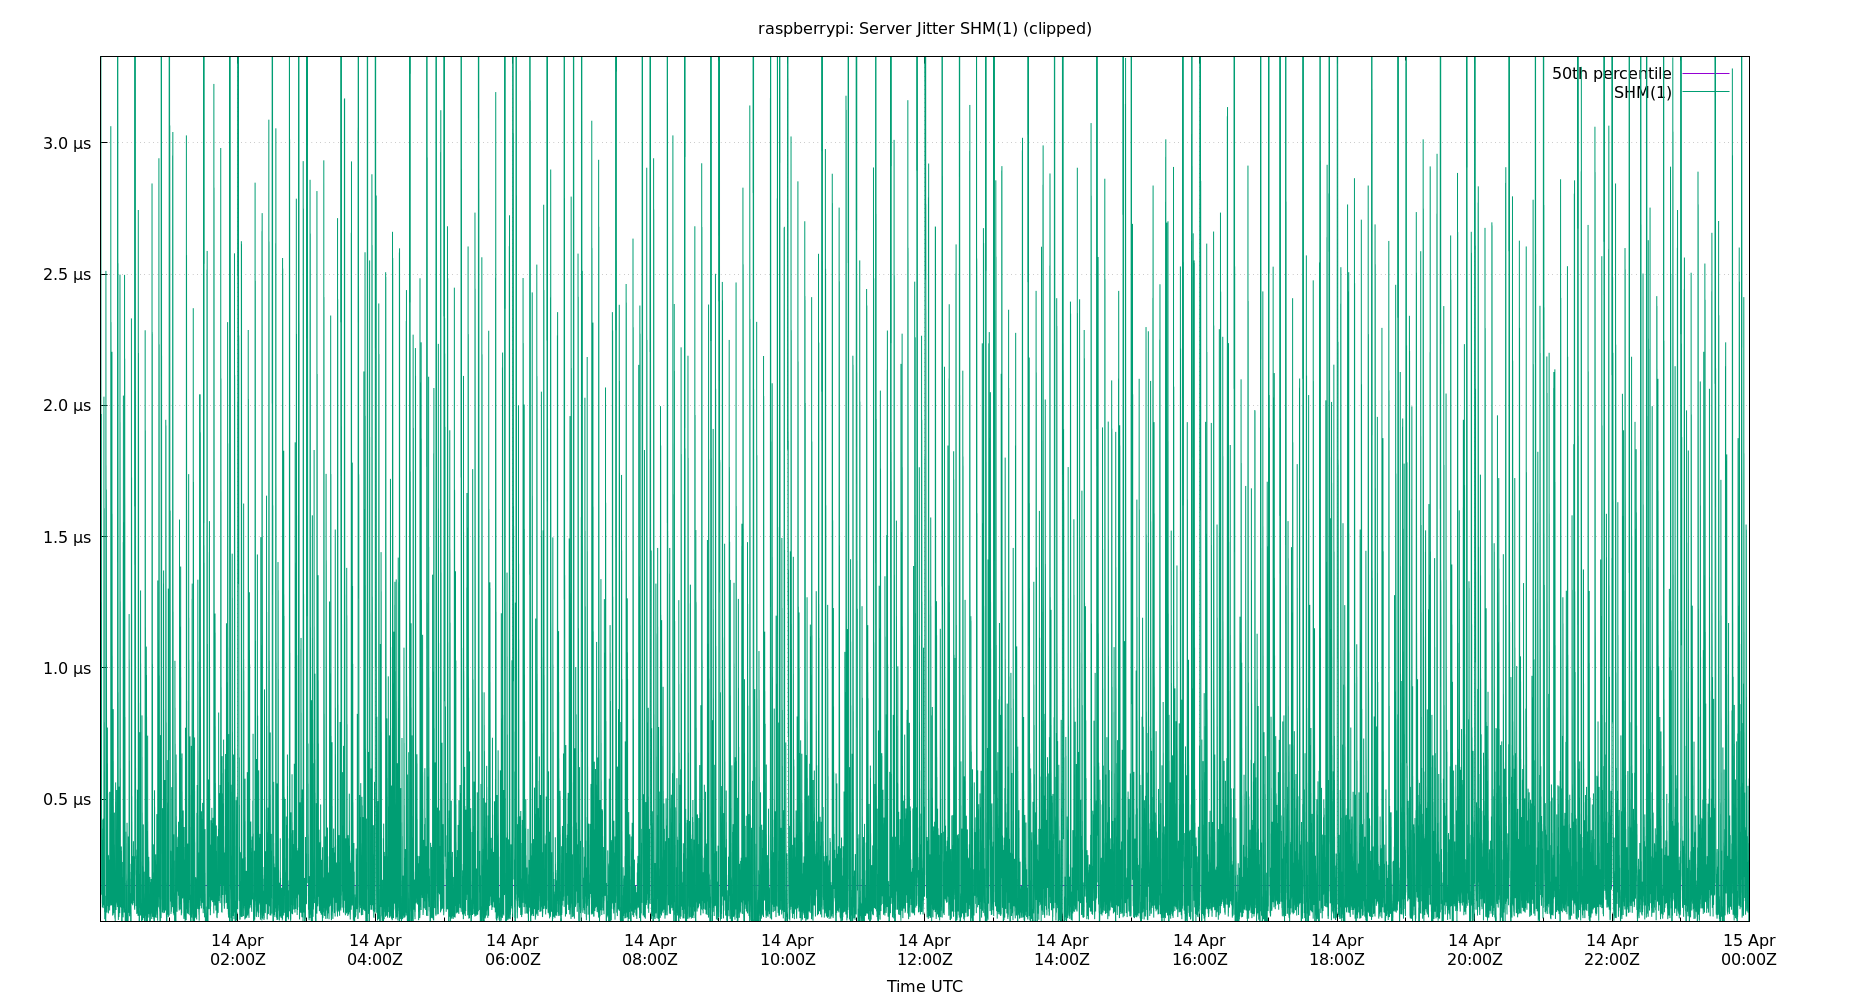 raspberrypi: Server Jitter SHM(1) (clipped)
50th percentile
SHM(1)
3.0 µs
2.5 µs
2.0 µs
1.5 µs
1.0 µs
0.5 µs
14 Apr 14 Apr 14 Apr 14 Apr 14 Apr 14 Apr 14 Apr 14 Apr 14 Apr 14 Apr 14 Apr 15 Apr
02:00Z 04:00Z 06:00Z 08:00Z 10:00Z 12:00Z 14:00Z 16:00Z 18:00Z 20:00Z 22:00Z 00:00Z
Time UTC